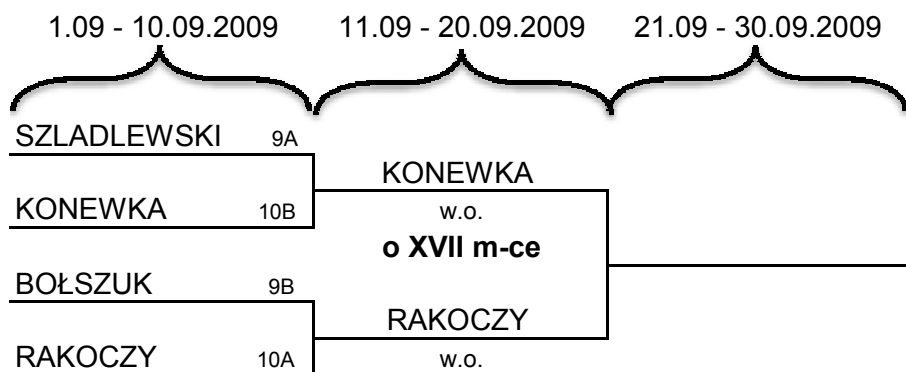 1.09 - 10.09.2009 11.09 - 20.09.2009 21.09 - 30.09.2009
SZLADLEWSKI 9A
KONEWKA
KONEWKA 10B
w.o.
o XVII m-ce
BOŁSZUK 9B
RAKOCZY
RAKOCZY 10A
w.o.